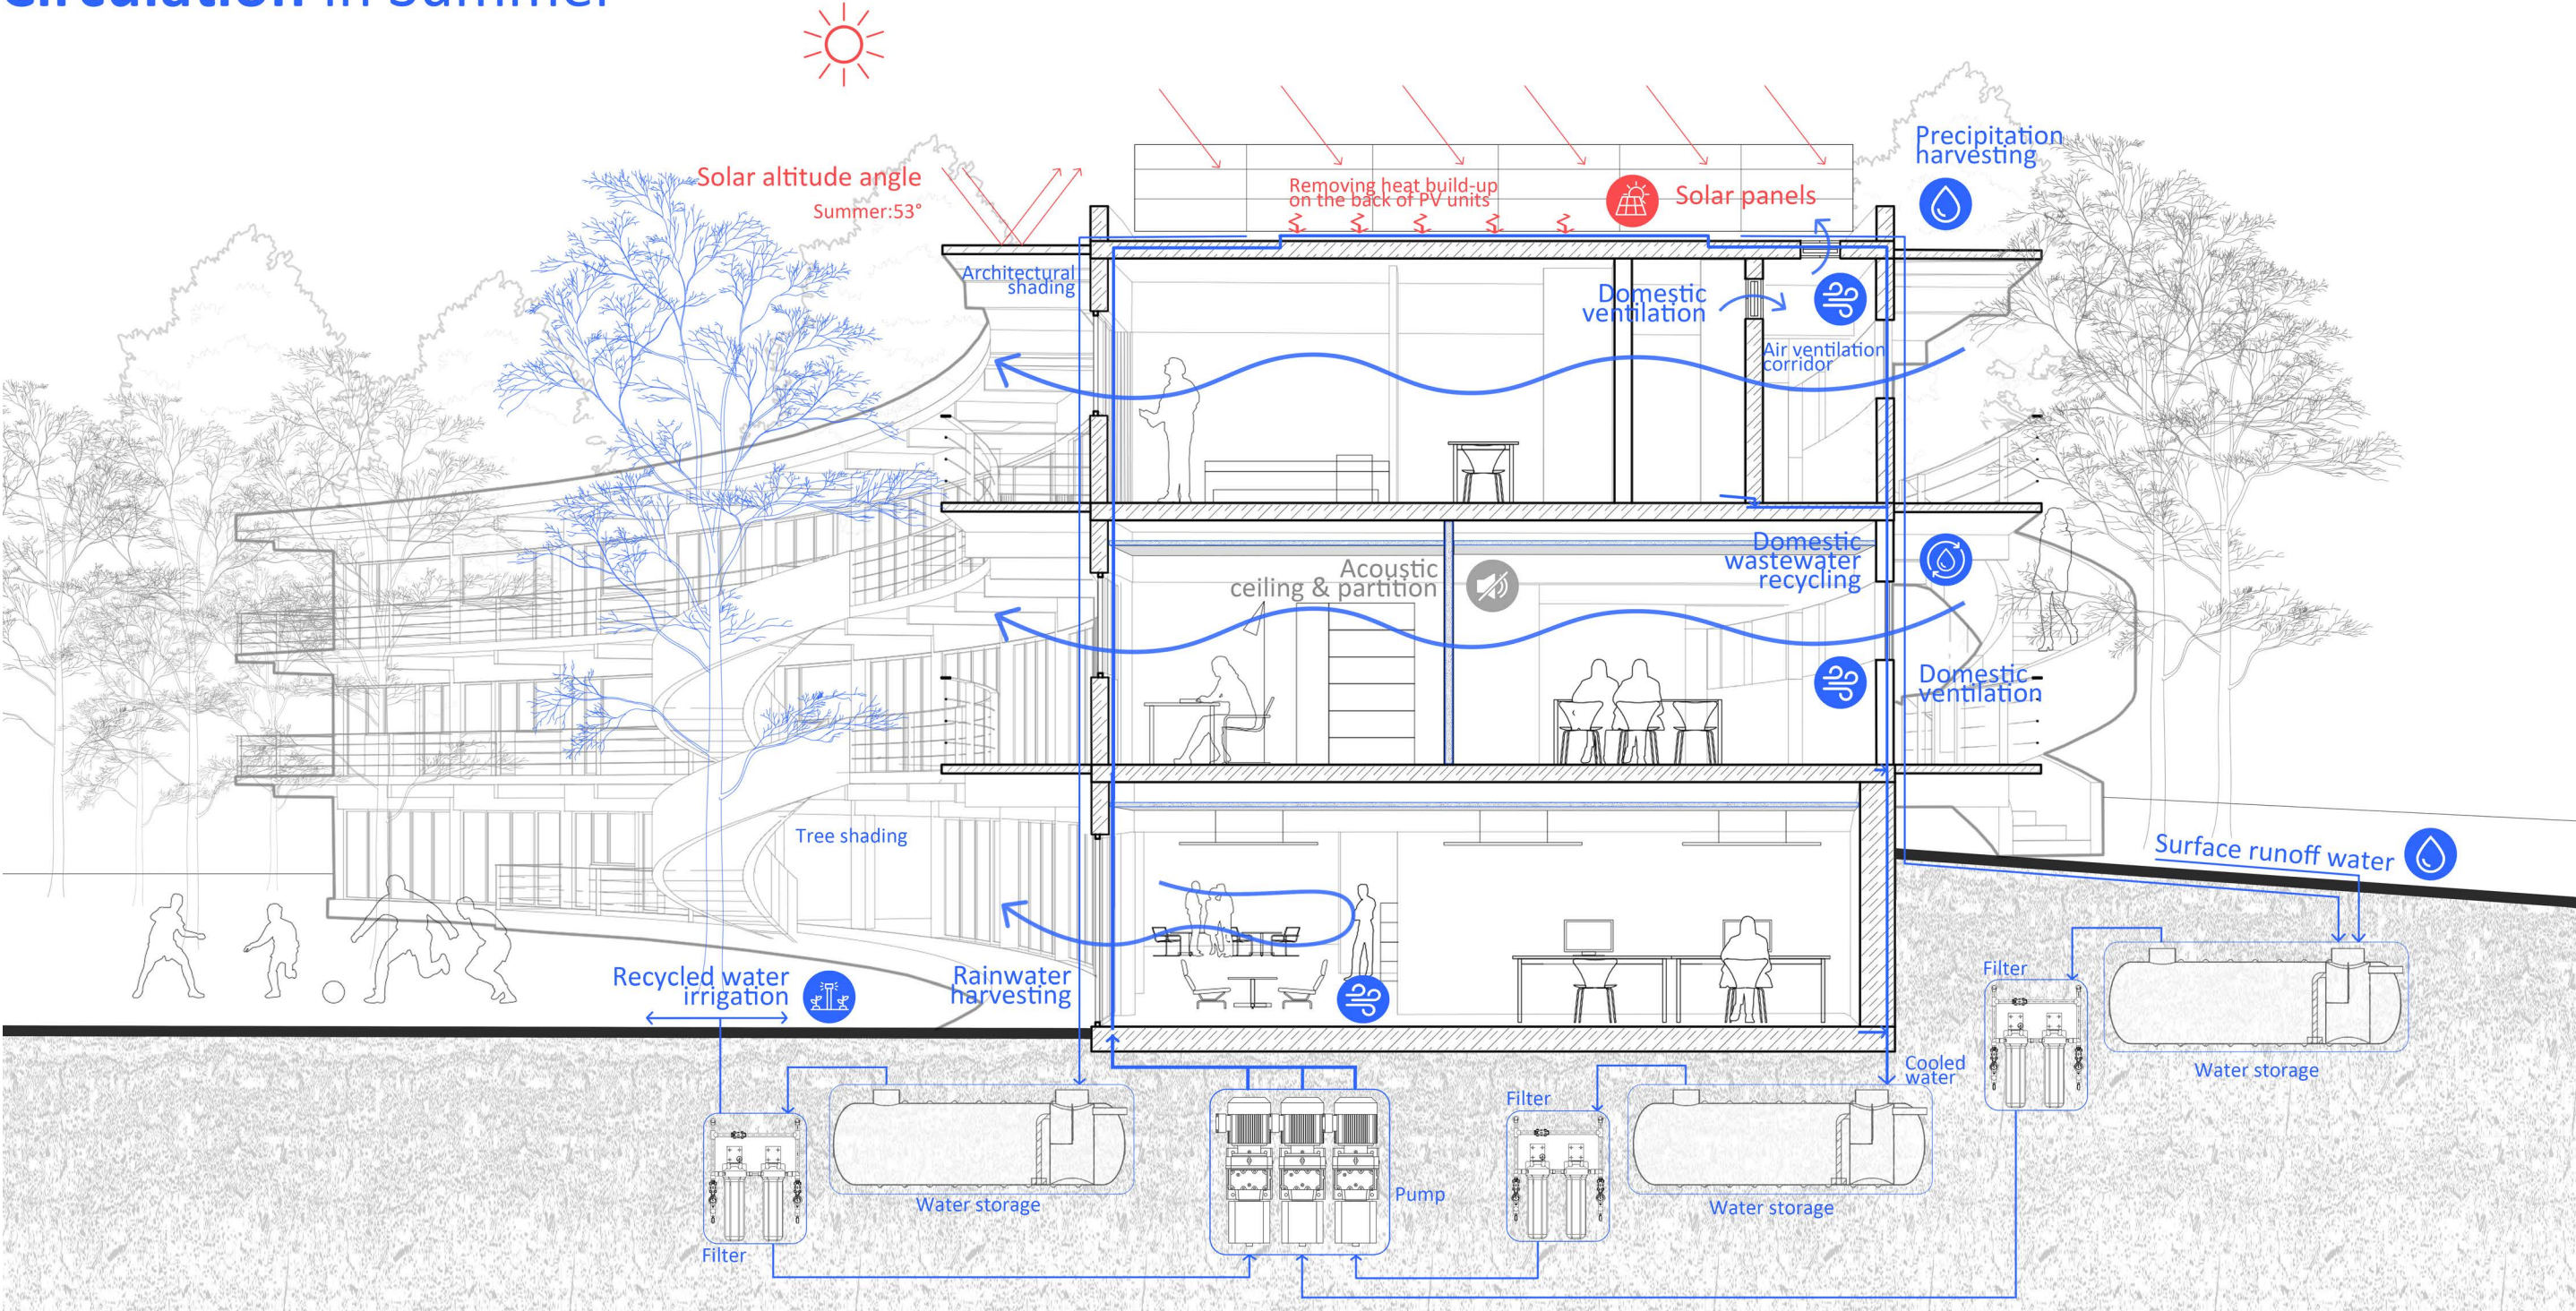 Circulation in Summer
Solar altitude angle
Summer:53°
Removing heat build-up
on the back of PV units
Solar panels
Precipitation
harvesting
Architectural
shading
Domestic
ventilation
Air ventilation
corridor
Acoustic
ceiling & partition
Domestic
wastewater
recycling
Domestic
ventilation
Tree shading
Surface runoff water
Recycled water
irrigation
Rainwater
harvesting
Filter
Water storage
Cooled
water
Filter
Water storage
Pump
Water storage
Filter